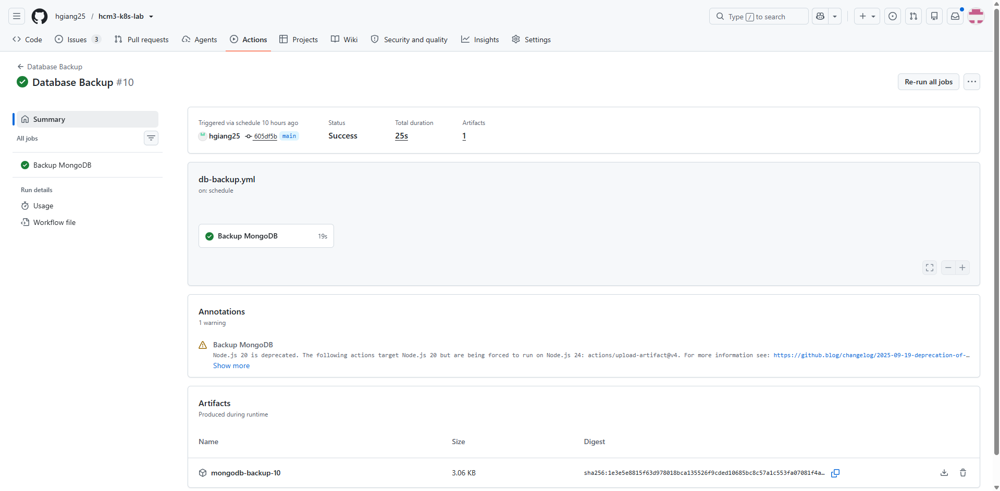 hgiang25 / hcm3-k8s-lab
Type / to search
Code
Issues 3
Pull requests
Agents
Actions
Projects
Wiki
Security and quality
Insights
Settings
Database Backup
Database Backup #10
Re-run all jobs
Summary
All jobs
Backup MongoDB
Run details
Usage
Workflow file
Triggered via schedule 10 hours ago
hgiang25 605df5b main
Status
Success
Total duration
25s
Artifacts
1
db-backup.yml
on: schedule
Backup MongoDB 19s
Annotations
1 warning
Backup MongoDB
Node.js 20 is deprecated. The following actions target Node.js 20 but are being forced to run on Node.js 24: actions/upload-artifact@v4. For more information see: https://github.blog/changelog/2025-09-19-deprecation-of-…
Show more
Artifacts
Produced during runtime
Name Size Digest
mongodb-backup-10 3.06 KB sha256:1e3e5e8815f63d978018bca135526f9cded10685bc8c57a1c553fa07081f4a…